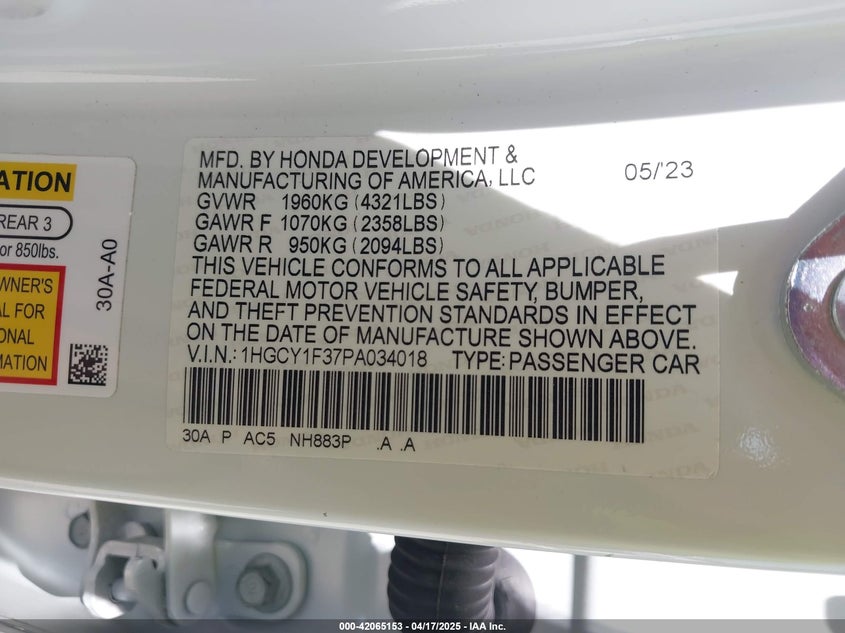 ATION
REAR 3
or 850lbs.
WNER'S
AL FOR
ONAL
MATION
30A-A0
MFD. BY HONDA DEVELOPMENT &
MANUFACTURING OF AMERICA, LLC 05/'23
GVWR 1960KG (4321LBS)
GAWR F 1070KG (2358LBS)
GAWR R 950KG (2094LBS)
THIS VEHICLE CONFORMS TO ALL APPLICABLE
FEDERAL MOTOR VEHICLE SAFETY, BUMPER,
AND THEFT PREVENTION STANDARDS IN EFFECT
ON THE DATE OF MANUFACTURE SHOWN ABOVE.
V.I.N.: 1HGCY1F37PA034018 TYPE: PASSENGER CAR
30A P AC5 NH883P .A .A
HONDA
000-42065153 - 04/17/2025 - IAA Inc.